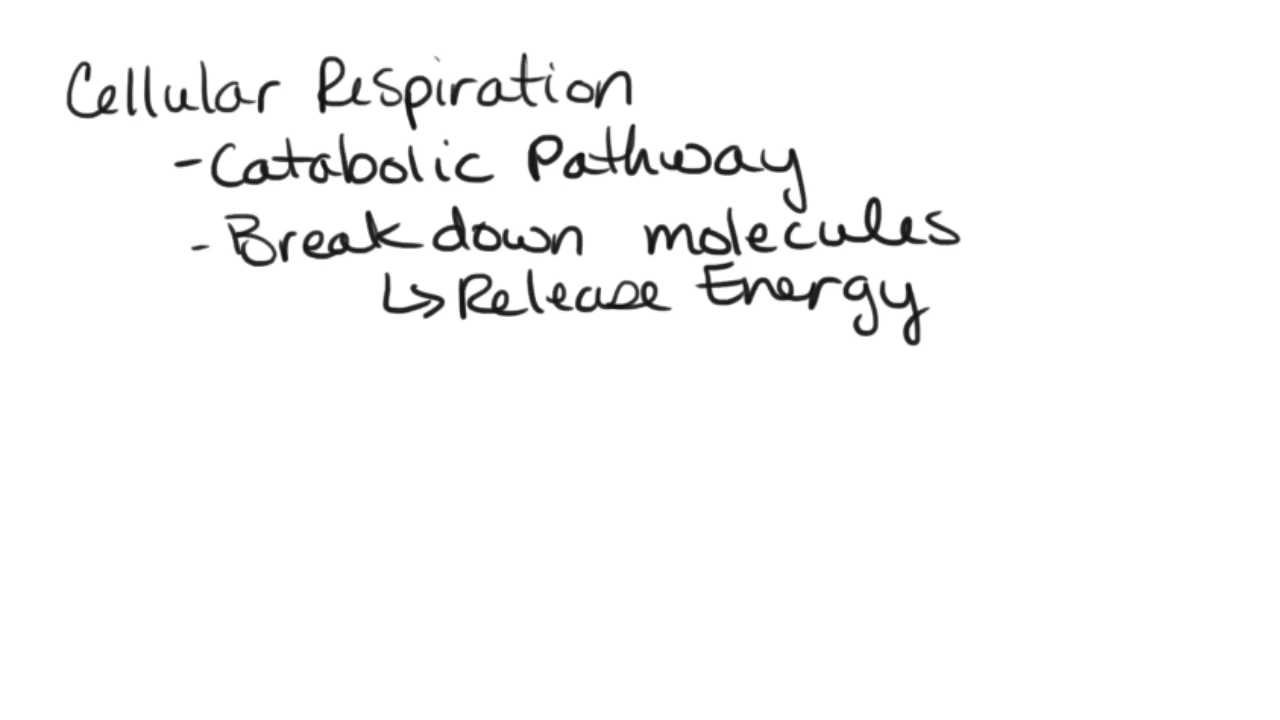 Cellular Respiration
- Catabolic Pathway
- Breakdown molecules
↳ Release Energy